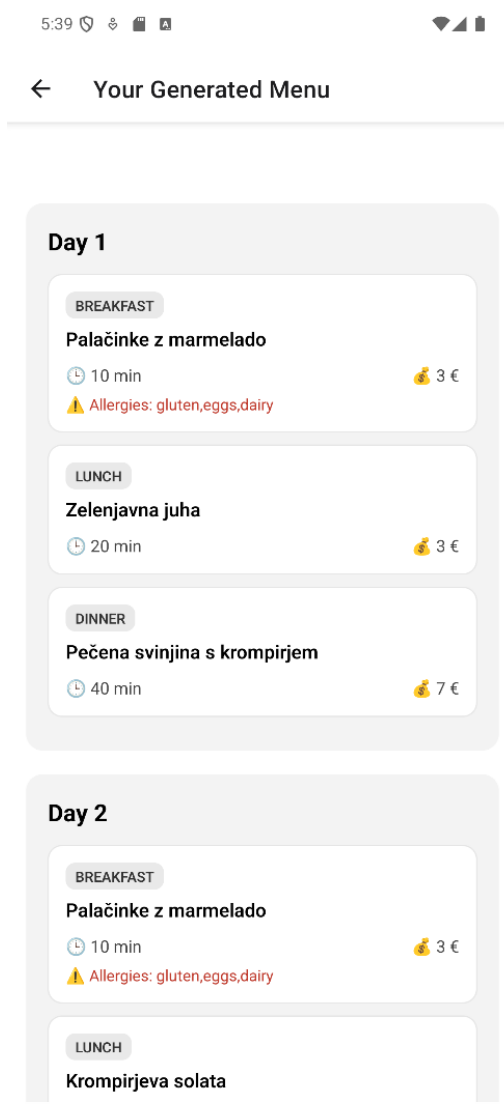 5:39
Your Generated Menu
Day 1
BREAKFAST
Palačinke z marmelado
🕒 10 min 💰 3 €
⚠️ Allergies: gluten,eggs,dairy
LUNCH
Zelenjavna juha
🕒 20 min 💰 3 €
DINNER
Pečena svinjina s krompirjem
🕒 40 min 💰 7 €
Day 2
BREAKFAST
Palačinke z marmelado
🕒 10 min 💰 3 €
⚠️ Allergies: gluten,eggs,dairy
LUNCH
Krompirjeva solata